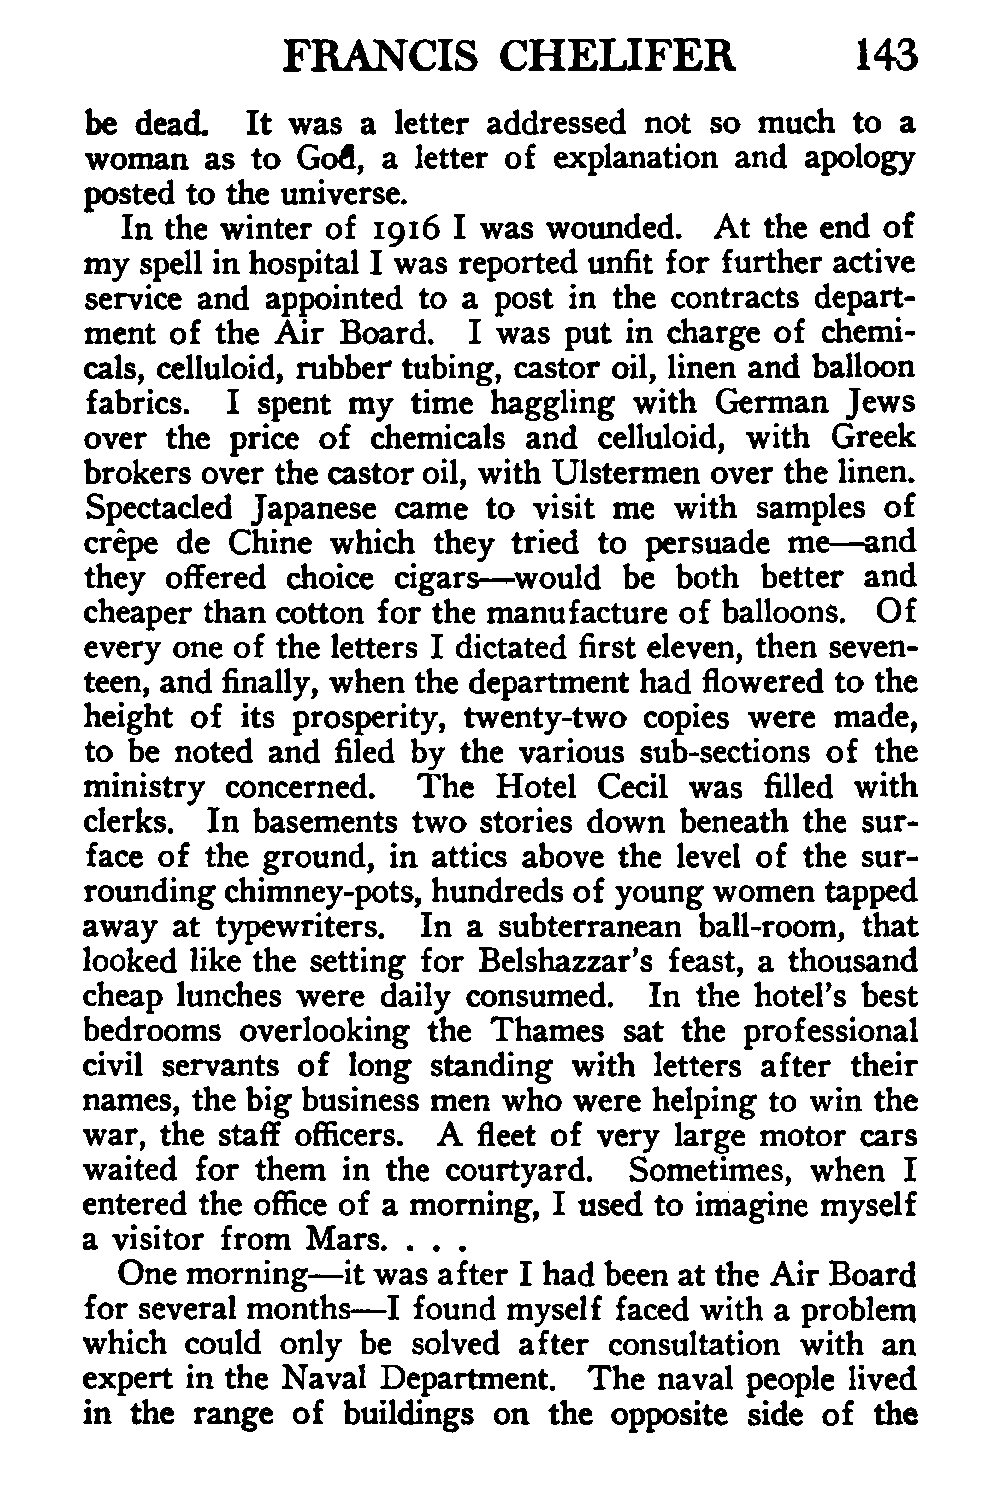 FRANCIS CHELIFER 143
be dead. It was a letter addressed not so much to a
woman as to God, a letter of explanation and apology
posted to the universe.
In the winter of 1916 I was wounded. At the end of
my spell in hospital I was reported unfit for further active
service and appointed to a post in the contracts depart-
ment of the Air Board. I was put in charge of chemi-
cals, celluloid, rubber tubing, castor oil, linen and balloon
fabrics. I spent my time haggling with German Jews
over the price of chemicals and celluloid, with Greek
brokers over the castor oil, with Ulstermen over the linen.
Spectacled Japanese came to visit me with samples of
crêpe de Chine which they tried to persuade me—and
they offered choice cigars—would be both better and
cheaper than cotton for the manufacture of balloons. Of
every one of the letters I dictated first eleven, then seven-
teen, and finally, when the department had flowered to the
height of its prosperity, twenty-two copies were made,
to be noted and filed by the various sub-sections of the
ministry concerned. The Hotel Cecil was filled with
clerks. In basements two stories down beneath the sur-
face of the ground, in attics above the level of the sur-
rounding chimney-pots, hundreds of young women tapped
away at typewriters. In a subterranean ball-room, that
looked like the setting for Belshazzar's feast, a thousand
cheap lunches were daily consumed. In the hotel's best
bedrooms overlooking the Thames sat the professional
civil servants of long standing with letters after their
names, the big business men who were helping to win the
war, the staff officers. A fleet of very large motor cars
waited for them in the courtyard. Sometimes, when I
entered the office of a morning, I used to imagine myself
a visitor from Mars. . . .
One morning—it was after I had been at the Air Board
for several months—I found myself faced with a problem
which could only be solved after consultation with an
expert in the Naval Department. The naval people lived
in the range of buildings on the opposite side of the